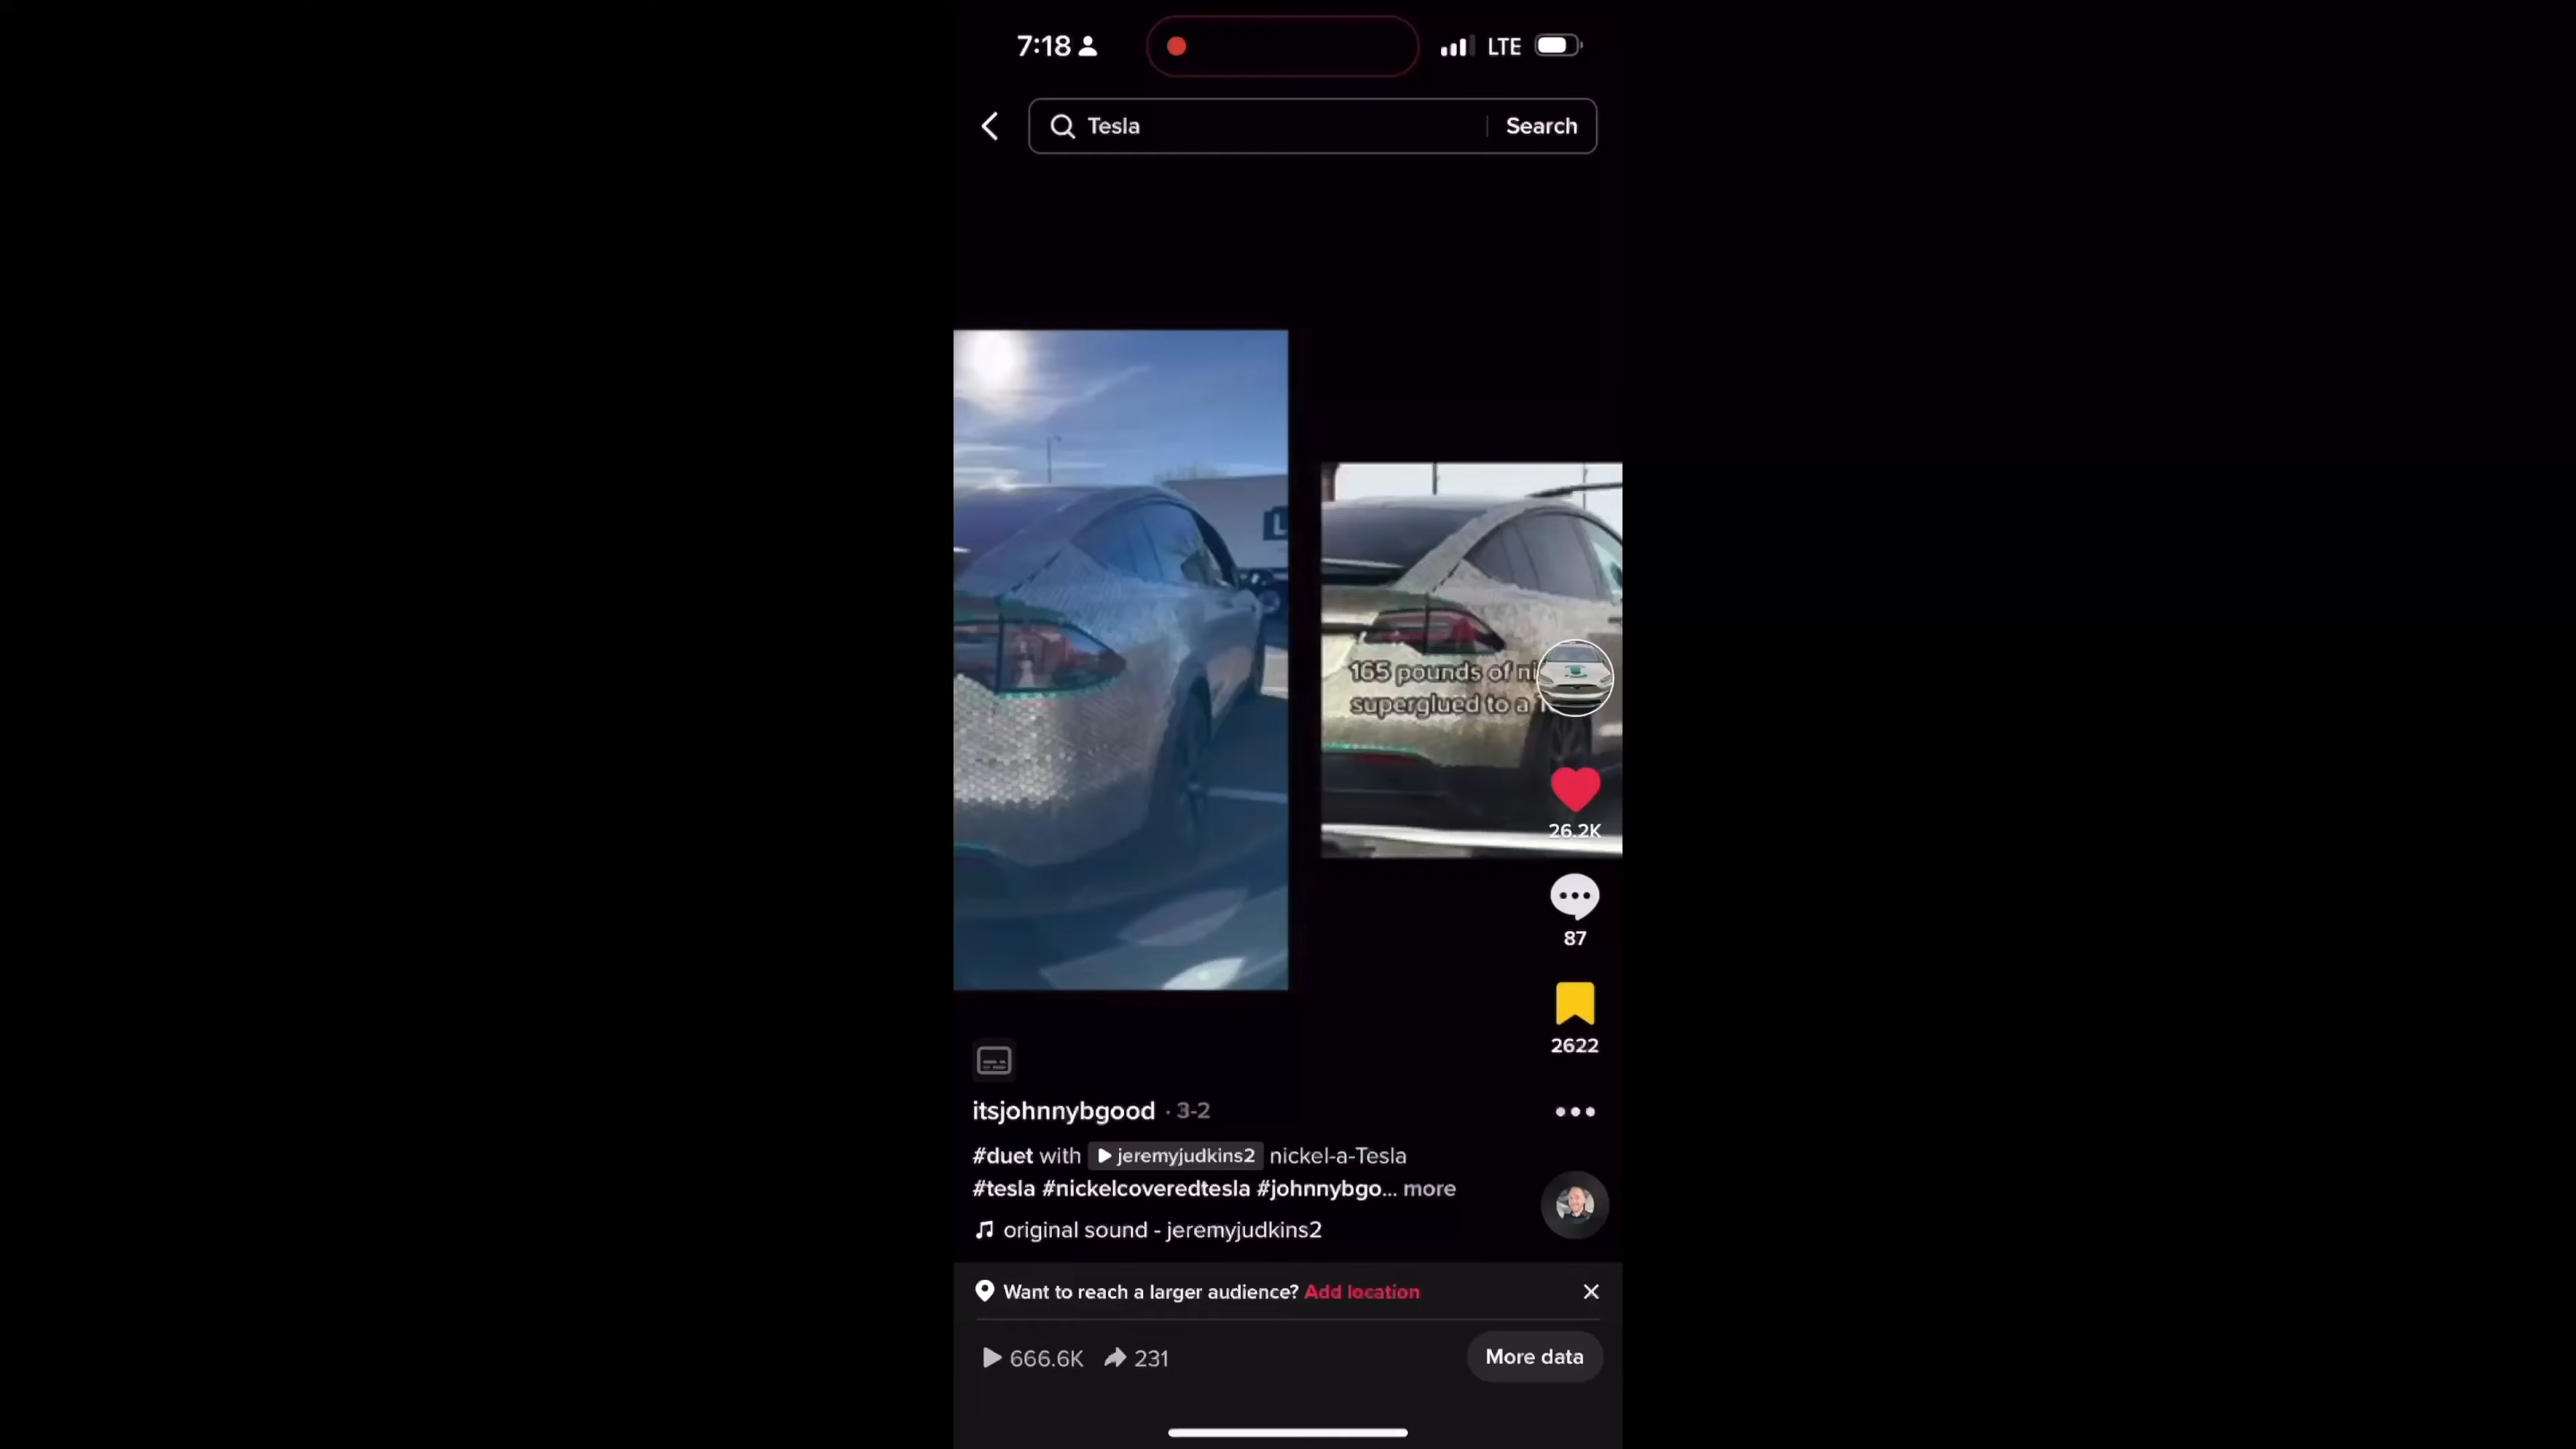 7:18
LTE
Tesla
Search
L
165 pounds of
superglued to a
26.2K
87
2622
itsjohnnybgood · 3-2
#duet with jeremyjudkins2 nickel-a-Tesla
#tesla #nickelcoveredtesla #johnnybgo... more
original sound - jeremyjudkins2
Want to reach a larger audience? Add location
666.6K 231
More data